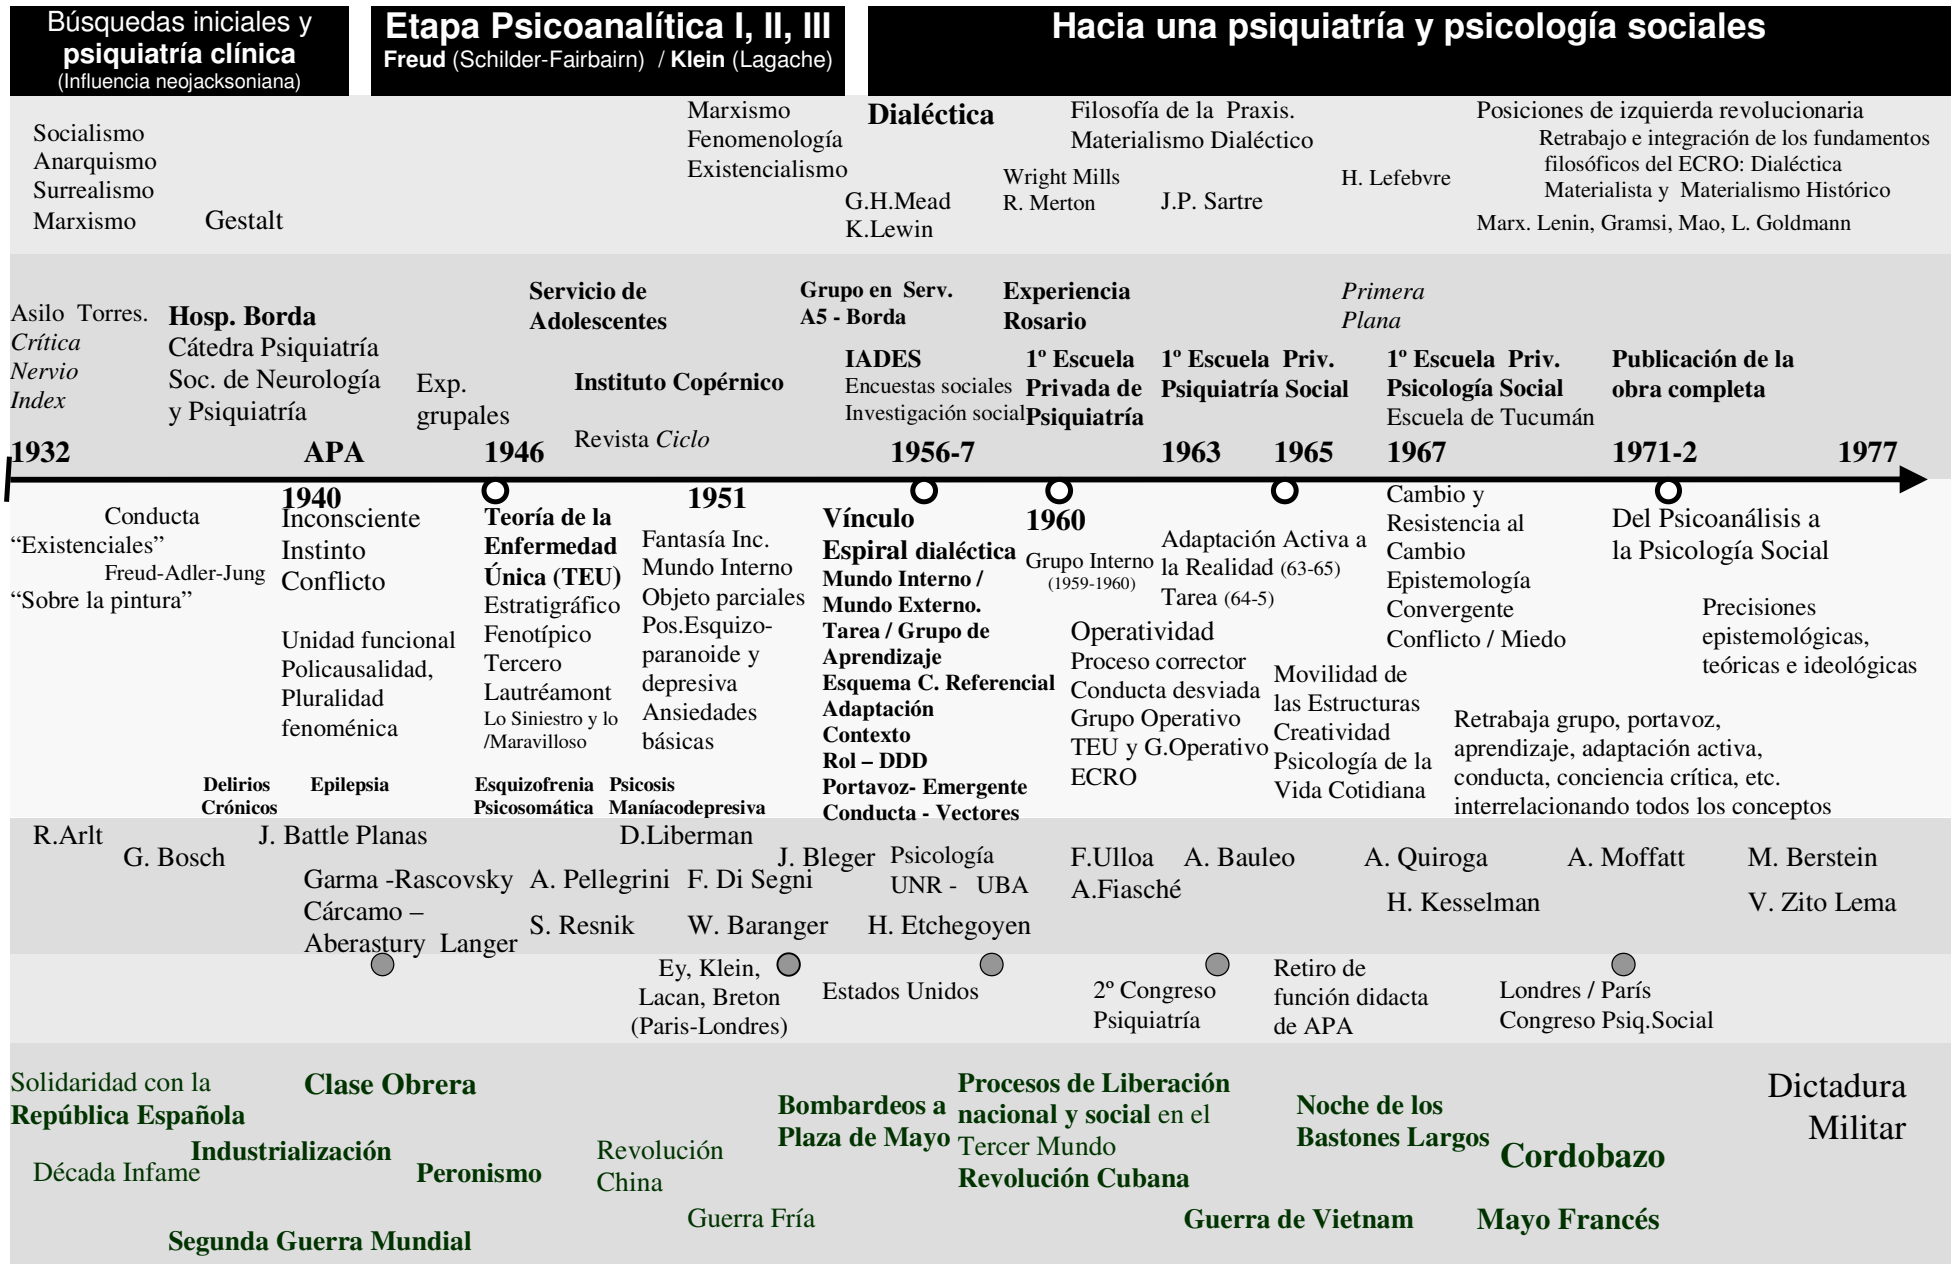 Búsquedas iniciales y
psiquiatría clínica
(Influencia neojacksoniana)
Etapa Psicoanalítica I, II, III
Freud (Schilder-Fairbairn) / Klein (Lagache)
Hacia una psiquiatría y psicología sociales
Socialismo
Anarquismo
Surrealismo
Marxismo
Gestalt
Marxismo
Fenomenología
Existencialismo
Dialéctica
G.H.Mead
K.Lewin
Filosofía de la Praxis.
Materialismo Dialéctico
Wright Mills
R. Merton
J.P. Sartre
H. Lefebvre
Posiciones de izquierda revolucionaria
Retrabajo e integración de los fundamentos
filosóficos del ECRO: Dialéctica
Materialista y Materialismo Histórico
Marx. Lenin, Gramsi, Mao, L. Goldmann
Asilo Torres.
Crítica
Nervio
Index
Hosp. Borda
Cátedra Psiquiatría
Soc. de Neurología
y Psiquiatría
Exp.
grupales
Servicio de
Adolescentes
Instituto Copérnico
Revista Ciclo
Grupo en Serv.
A5 - Borda
IADES
Encuestas sociales
Investigación social
Experiencia
Rosario
1º Escuela
Privada de
Psiquiatría
1º Escuela Priv.
Psiquiatría Social
Primera
Plana
1º Escuela Priv.
Psicología Social
Escuela de Tucumán
Publicación de la
obra completa
1932
APA
1946
1956-7
1963
1965
1967
1971-2
1977
1940
1951
1960
Conducta
“Existenciales”
Freud-Adler-Jung
“Sobre la pintura”
Inconsciente
Instinto
Conflicto
Unidad funcional
Policausalidad,
Pluralidad
fenoménica
Teoría de la
Enfermedad
Única (TEU)
Estratigráfico
Fenotípico
Tercero
Lautréamont
Lo Siniestro y lo
/Maravilloso
Fantasía Inc.
Mundo Interno
Objeto parciales
Pos.Esquizo-
paranoide y
depresiva
Ansiedades
básicas
Vínculo
Espiral dialéctica
Mundo Interno /
Mundo Externo.
Tarea / Grupo de
Aprendizaje
Esquema C. Referencial
Adaptación
Contexto
Rol – DDD
Portavoz- Emergente
Conducta - Vectores
Grupo Interno
(1959-1960)
Operatividad
Proceso corrector
Conducta desviada
Grupo Operativo
TEU y G.Operativo
ECRO
Adaptación Activa a
la Realidad (63-65)
Tarea (64-5)
Movilidad de
las Estructuras
Creatividad
Psicología de la
Vida Cotidiana
Cambio y
Resistencia al
Cambio
Epistemología
Convergente
Conflicto / Miedo
Retrabaja grupo, portavoz,
aprendizaje, adaptación activa,
conducta, conciencia crítica, etc.
interrelacionando todos los conceptos
Del Psicoanálisis a
la Psicología Social
Precisiones
epistemológicas,
teóricas e ideológicas
Delirios
Crónicos
Epilepsia
Esquizofrenia
Psicosomática
Psicosis
Maníacodepresiva
R.Arlt
G. Bosch
J. Battle Planas
Garma -Rascovsky
Cárcamo –
Aberastury Langer
A. Pellegrini
S. Resnik
D.Liberman
F. Di Segni
W. Baranger
J. Bleger
Psicología
UNR - UBA
H. Etchegoyen
F.Ulloa
A.Fiasché
A. Bauleo
A. Quiroga
H. Kesselman
A. Moffatt
M. Berstein
V. Zito Lema
Ey, Klein,
Lacan, Breton
(Paris-Londres)
Estados Unidos
2º Congreso
Psiquiatría
Retiro de
función didacta
de APA
Londres / París
Congreso Psiq.Social
Solidaridad con la
República Española
Década Infame
Industrialización
Segunda Guerra Mundial
Clase Obrera
Peronismo
Revolución
China
Guerra Fría
Bombardeos a
Plaza de Mayo
Procesos de Liberación
nacional y social en el
Tercer Mundo
Revolución Cubana
Guerra de Vietnam
Noche de los
Bastones Largos
Cordobazo
Mayo Francés
Dictadura
Militar